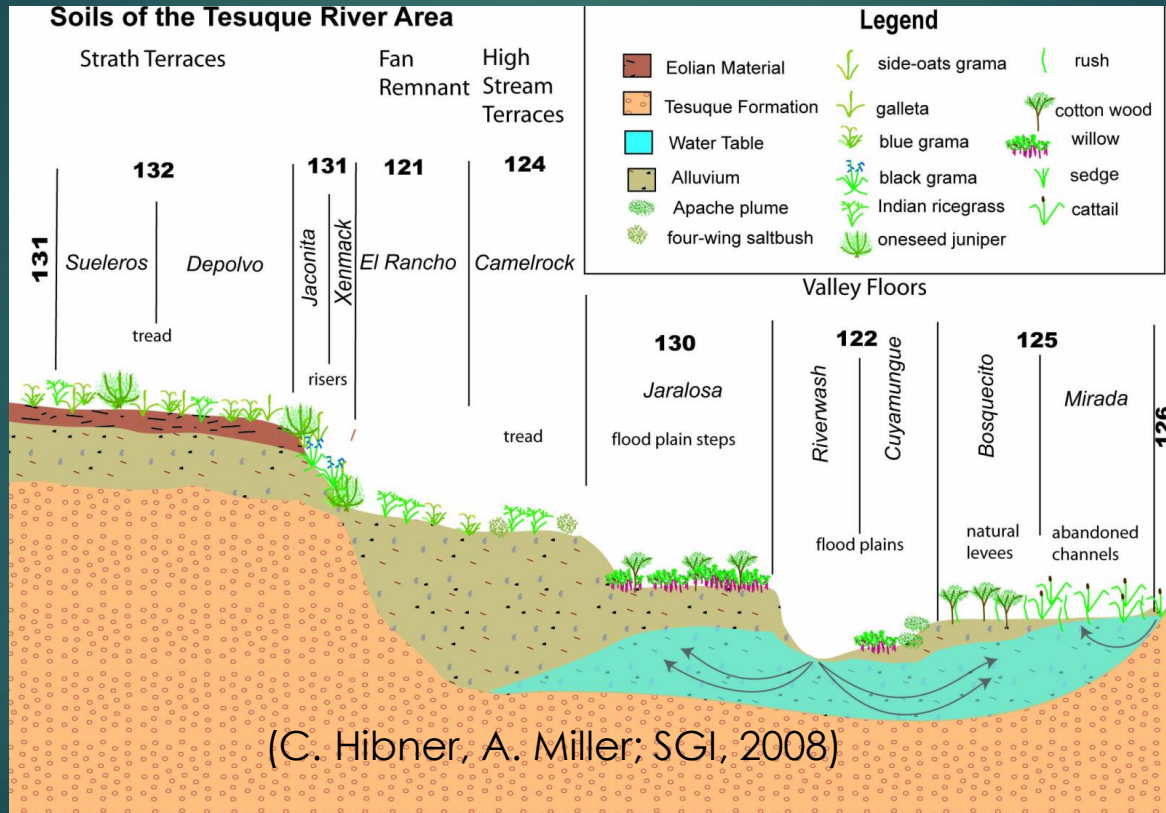 Soils of the Tesuque River Area
Strath Terraces
Fan
Remnant
High
Stream
Terraces
131
132
131
121
124
Sueleros
Depolvo
Jaconita
Xenmack
El Rancho
Camelrock
tread
risers
tread
Legend
Eolian Material
Tesuque Formation
Water Table
Alluvium
Apache plume
four-wing saltbush
side-oats grama
galleta
blue grama
black grama
Indian ricegrass
oneseed juniper
rush
cotton wood
willow
sedge
cattail
Valley Floors
130
122
125
126
Jaralosa
Riverwash
Cuyamungue
Bosquecito
Mirada
flood plain steps
flood plains
natural
levees
abandoned
channels
(C. Hibner, A. Miller; SGI, 2008)